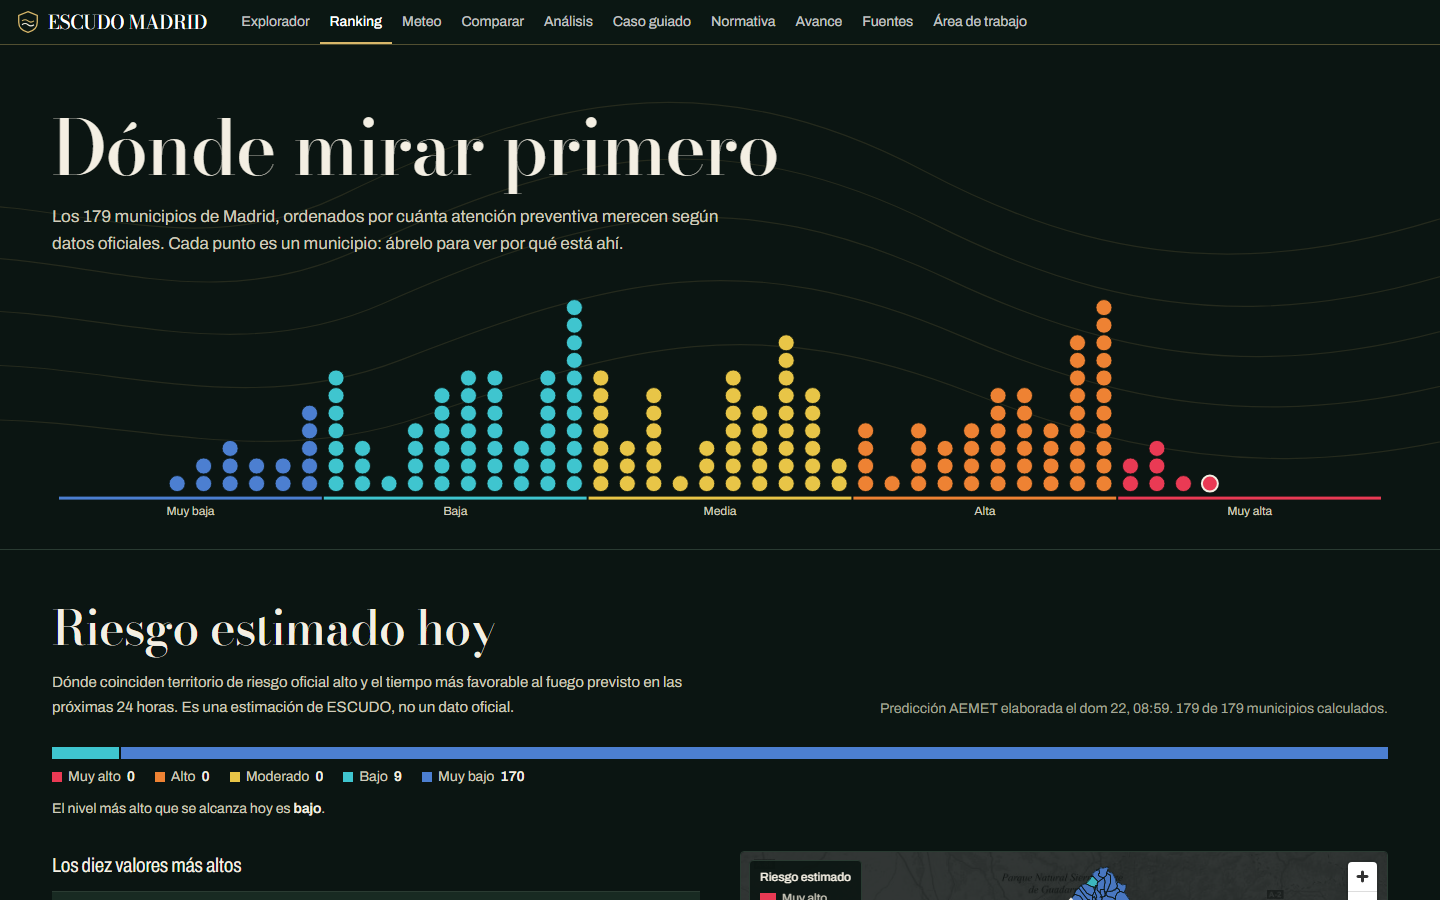 ESCUDO MADRID
Explorador Ranking Meteo Comparar Análisis Caso guiado Normativa Avance Fuentes Área de trabajo
Dónde mirar primero
Los 179 municipios de Madrid, ordenados por cuánta atención preventiva merecen según
datos oficiales. Cada punto es un municipio: ábrelo para ver por qué está ahí.
Muy baja Baja Media Alta Muy alta
Riesgo estimado hoy
Dónde coinciden territorio de riesgo oficial alto y el tiempo más favorable al fuego previsto en las
próximas 24 horas. Es una estimación de ESCUDO, no un dato oficial.
Predicción AEMET elaborada el dom 22, 08:59. 179 de 179 municipios calculados.
Muy alto 0 Alto 0 Moderado 0 Bajo 9 Muy bajo 170
El nivel más alto que se alcanza hoy es bajo.
Los diez valores más altos
Riesgo estimado
Muy alto
Parque Natural
de
A-2
+